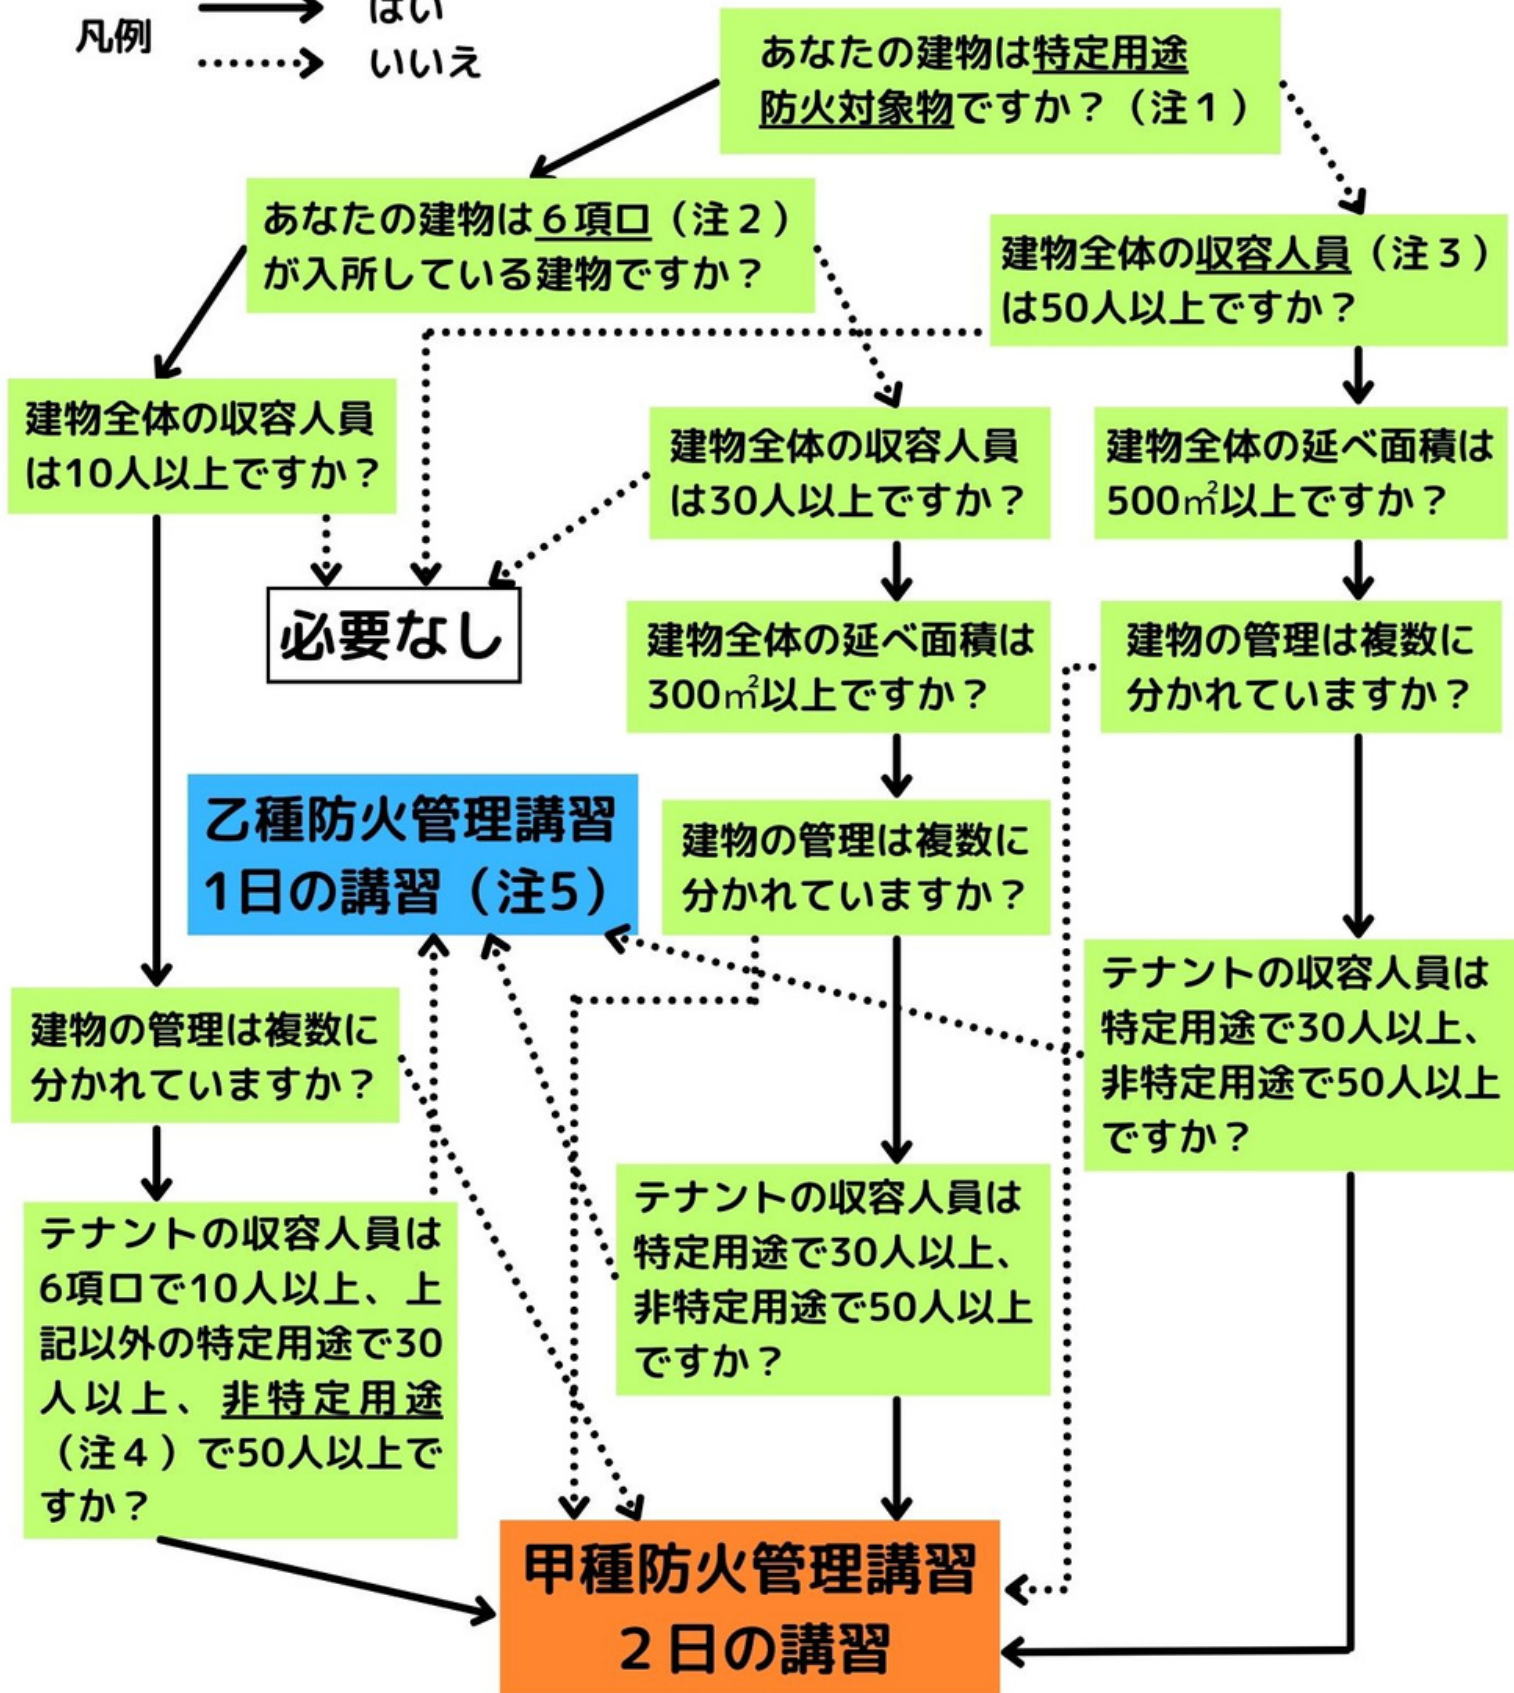 凡例
はい
いいえ
あなたの建物は特定用途
防火対象物ですか？（注１）
あなたの建物は６項ロ（注２）
が入所している建物ですか？
建物全体の収容人員（注３）
は50人以上ですか？
建物全体の収容人員
は10人以上ですか？
建物全体の収容人員
は30人以上ですか？
建物全体の延べ面積は
500㎡以上ですか？
必要なし
建物全体の延べ面積は
300㎡以上ですか？
建物の管理は複数に
分かれていますか？
乙種防火管理講習
1日の講習（注5）
建物の管理は複数に
分かれていますか？
テナントの収容人員は
特定用途で30人以上、
非特定用途で50人以上
ですか？
建物の管理は複数に
分かれていますか？
テナントの収容人員は
6項ロで10人以上、上
記以外の特定用途で30
人以上、非特定用途
（注４）で50人以上で
すか？
テナントの収容人員は
特定用途で30人以上、
非特定用途で50人以上
ですか？
甲種防火管理講習
２日の講習